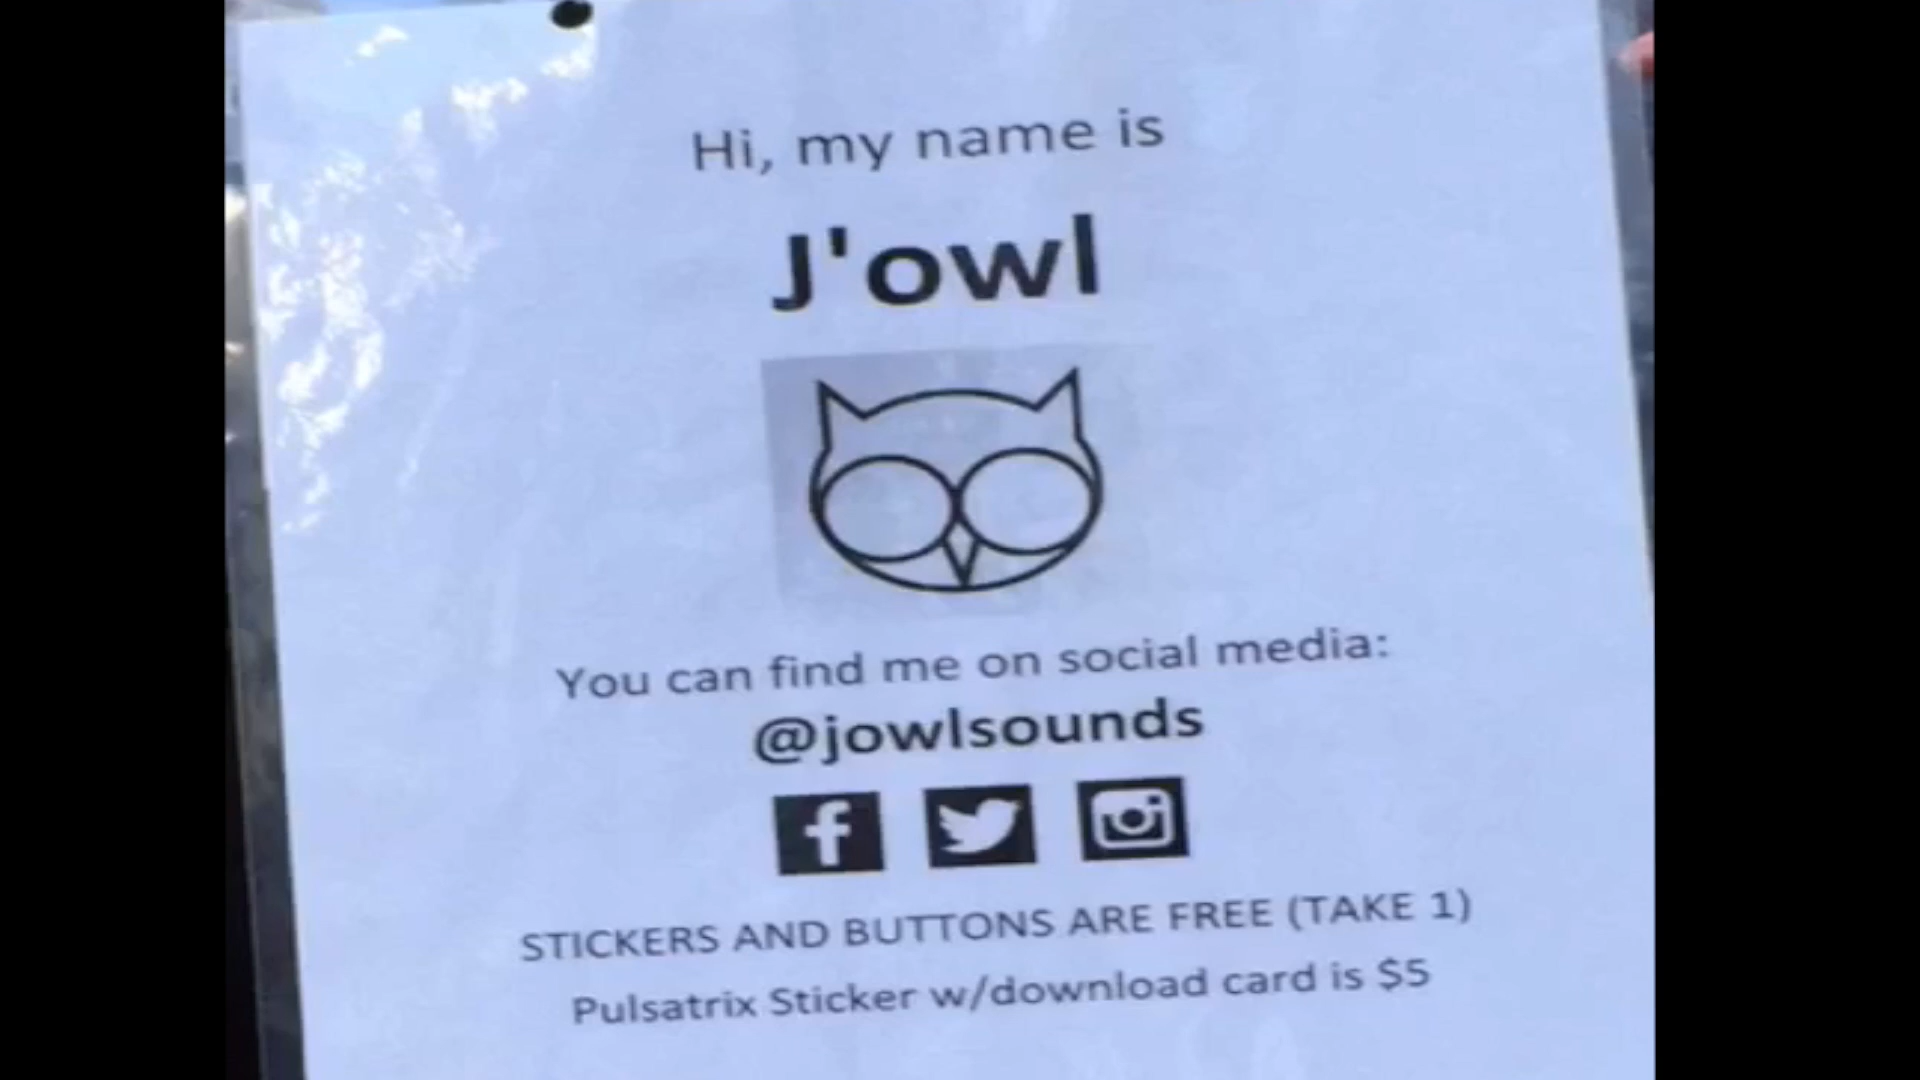 Hi, my name is
J'owl
You can find me on social media:
@jowlsounds
STICKERS AND BUTTONS ARE FREE (TAKE 1)
Pulsatrix Sticker w/download card is $5